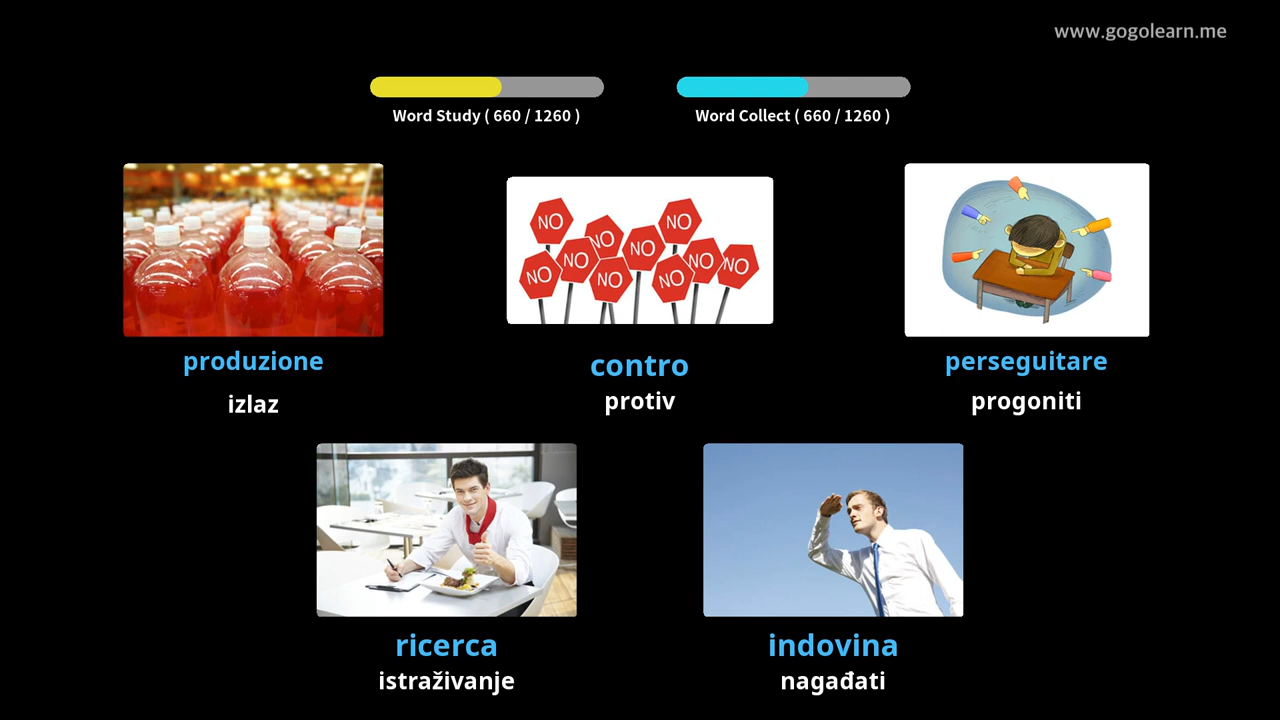 www.gogolearn.me
Word Study ( 660 / 1260 )
Word Collect ( 660 / 1260 )
NO
NO
NO
NO
NO
NO
NO
NO
NO
NO
produzione
izlaz
contro
protiv
perseguitare
progoniti
ricerca
istraživanje
indovina
nagađati